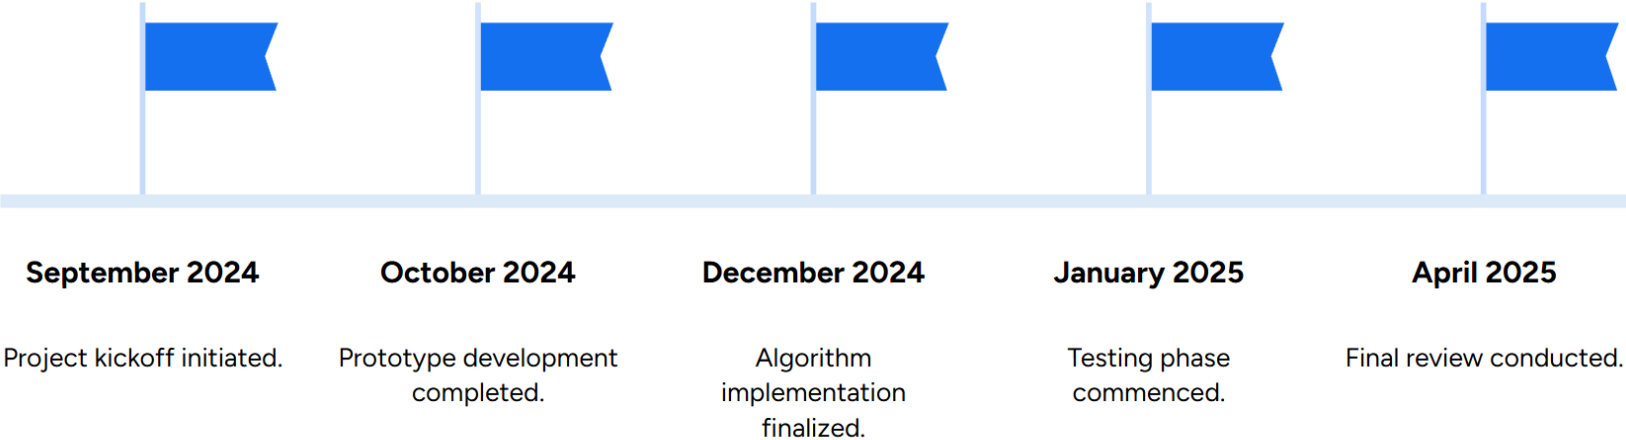 September 2024
Project kickoff initiated.
October 2024
Prototype development
completed.
December 2024
Algorithm
implementation
finalized.
January 2025
Testing phase
commenced.
April 2025
Final review conducted.